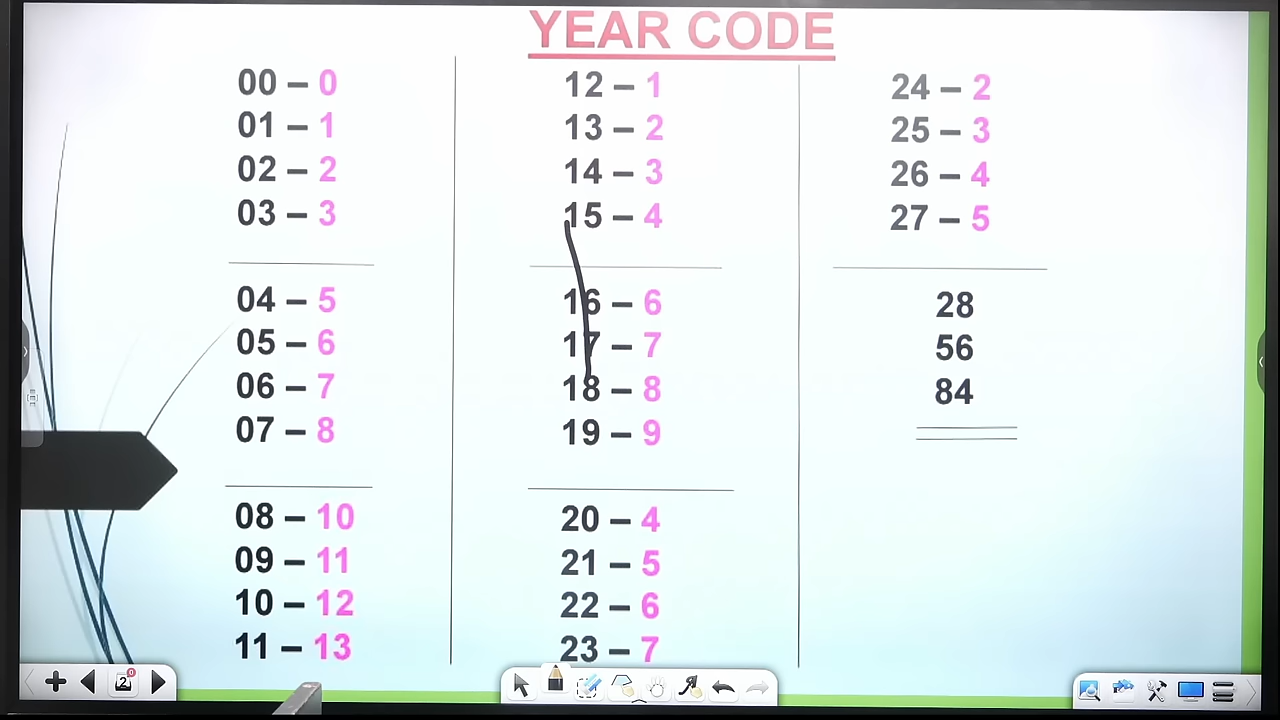 YEAR CODE
00 – 0
01 – 1
02 – 2
03 – 3
04 – 5
05 – 6
06 – 7
07 – 8
08 – 10
09 – 11
10 – 12
11 – 13
12 – 1
13 – 2
14 – 3
15 – 4
16 – 6
17 – 7
18 – 8
19 – 9
20 – 4
21 – 5
22 – 6
23 – 7
24 – 2
25 – 3
26 – 4
27 – 5
28
56
84
2
0